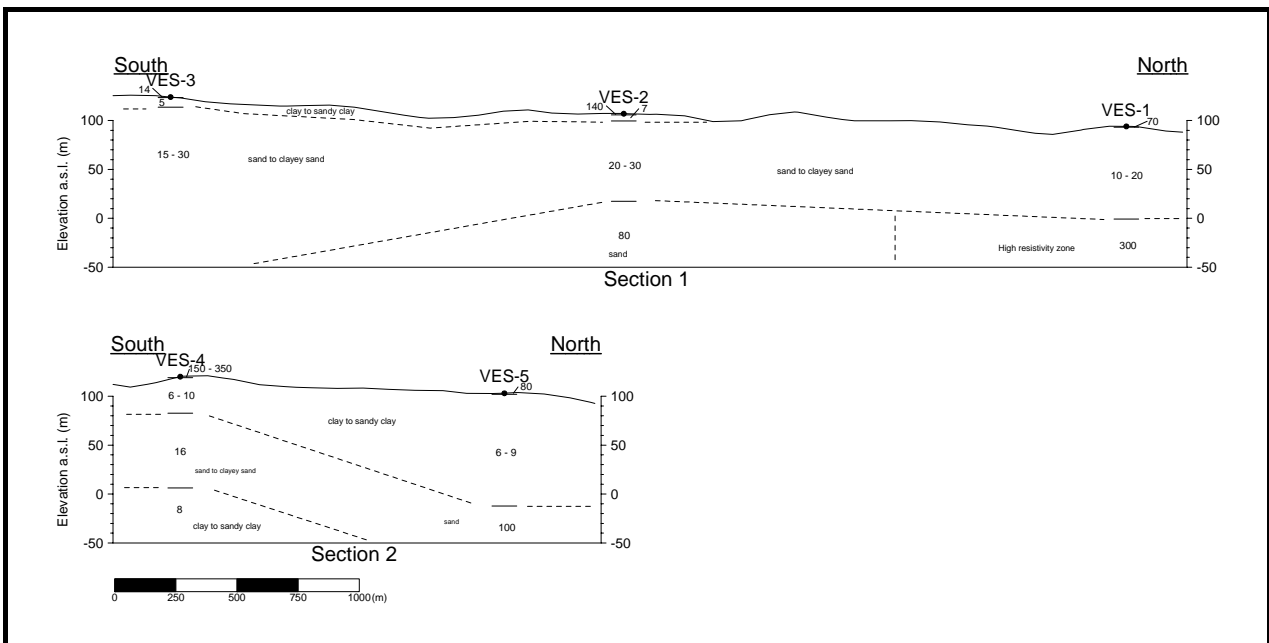 South North
VES-3 VES-2 VES-1
14 140 7 70
5 clay to sandy clay
Elevation a.s.l. (m)
100 100
50 15 - 30 sand to clayey sand 20 - 30 sand to clayey sand 10 - 20 50
0 0
80 High resistivity zone 300
-50 sand -50
Section 1
South North
VES-4 150 - 350 VES-5 80
Elevation a.s.l. (m)
100 6 - 10 100
clay to sandy clay
50 16 6 - 9 50
sand to clayey sand
0 0
8 clay to sandy clay sand 100
-50 -50
Section 2
0 250 500 750 1000 (m)